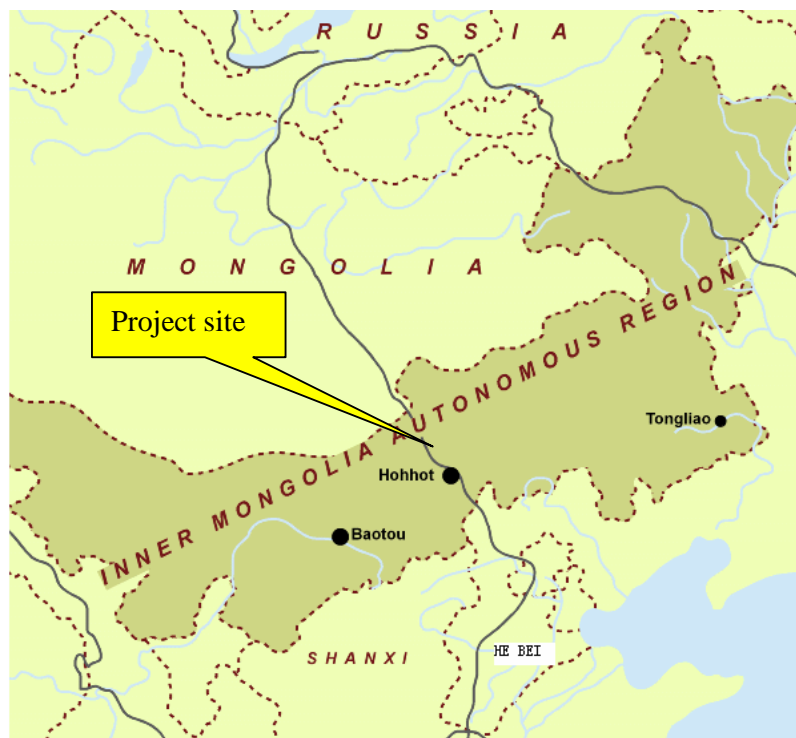 RUSSIA
MONGOLIA
Project site
INNER MONGOLIA AUTONOMOUS REGION
Tongliao
Hohhot
Baotou
HE BEI
SHANXI